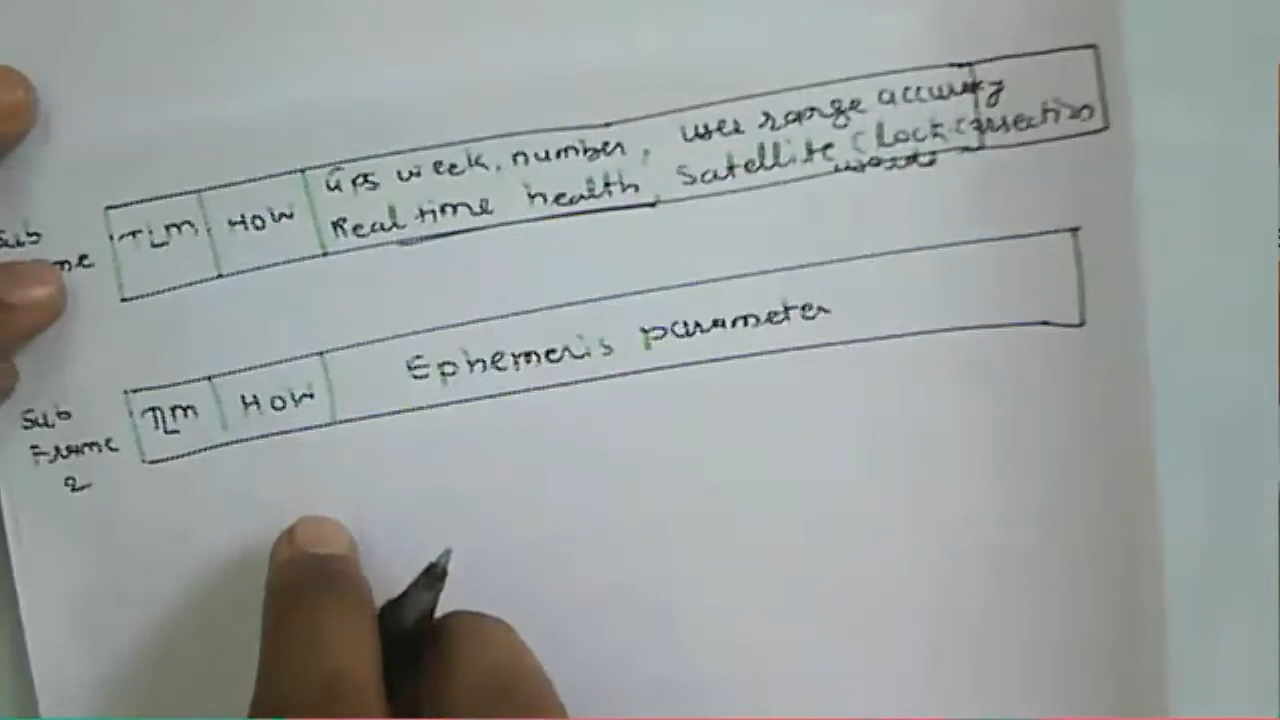 Sub
me
TLM
HOW
GPS week, number, user range accuracy
Real time health, satellite clock correction
Sub
Frame
2
TLM
HOW
Ephemeris parameter